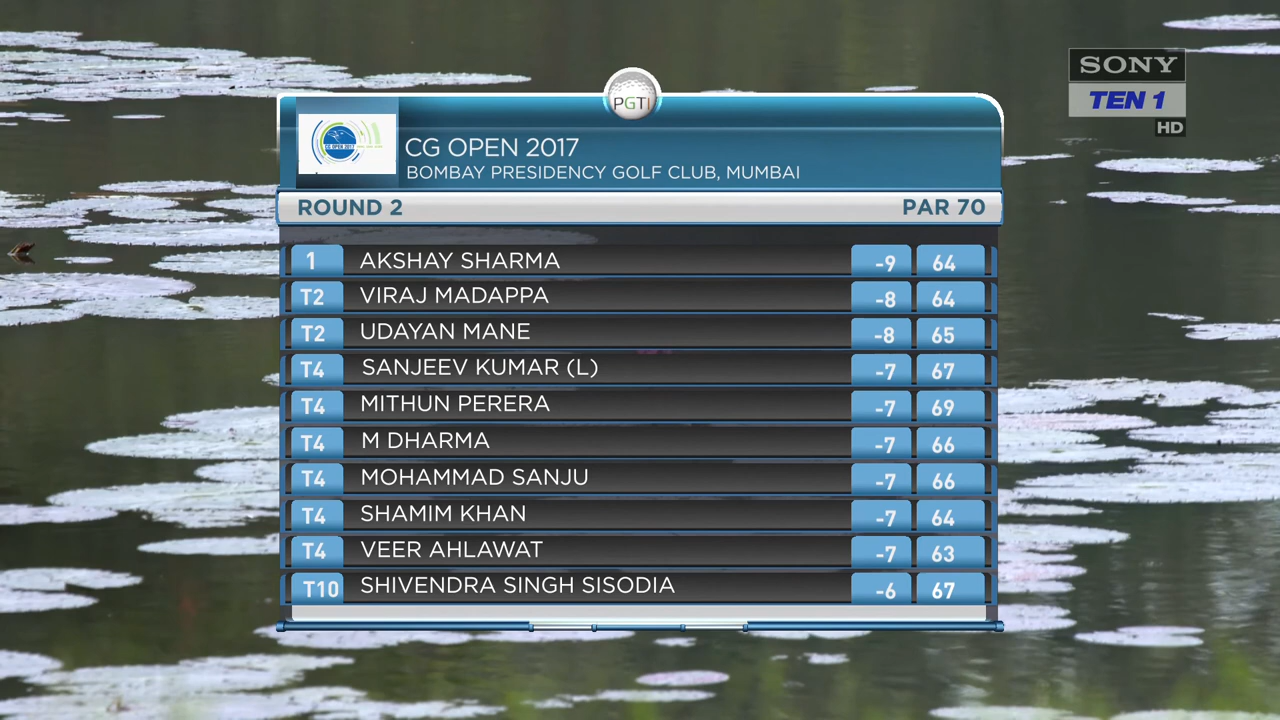 SONY
TEN 1
HD
PGTI
CG OPEN 2017
CG OPEN 2017
BOMBAY PRESIDENCY GOLF CLUB, MUMBAI
ROUND 2 PAR 70
1 AKSHAY SHARMA -9 64
T2 VIRAJ MADAPPA -8 64
T2 UDAYAN MANE -8 65
T4 SANJEEV KUMAR (L) -7 67
T4 MITHUN PERERA -7 69
T4 M DHARMA -7 66
T4 MOHAMMAD SANJU -7 66
T4 SHAMIM KHAN -7 64
T4 VEER AHLAWAT -7 63
T10 SHIVENDRA SINGH SISODIA -6 67